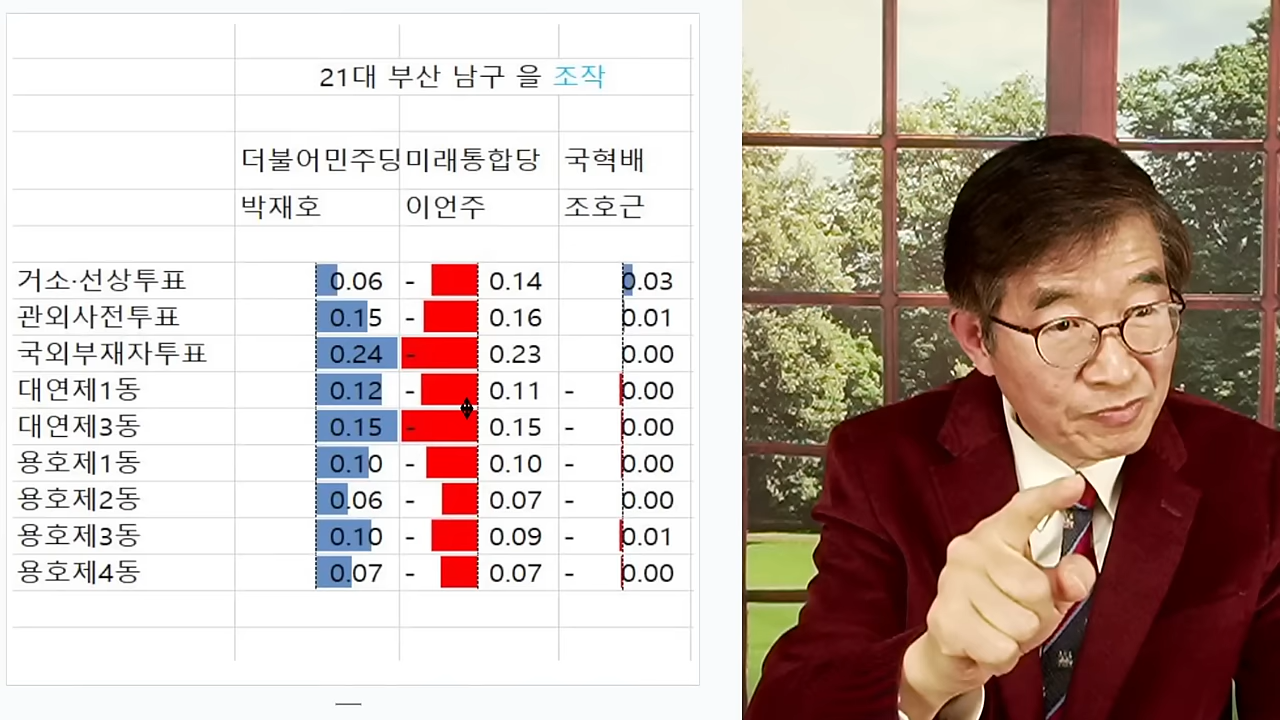 21대 부산 남구 을 조작
더불어민주당 미래통합당 국혁배
박재호 이언주 조호근
거소·선상투표 0.06 - 0.14 0.03
관외사전투표 0.15 - 0.16 0.01
국외부재자투표 0.24 - 0.23 0.00
대연제1동 0.12 - 0.11 - 0.00
대연제3동 0.15 - 0.15 - 0.00
용호제1동 0.10 - 0.10 - 0.00
용호제2동 0.06 - 0.07 - 0.00
용호제3동 0.10 - 0.09 - 0.01
용호제4동 0.07 - 0.07 - 0.00